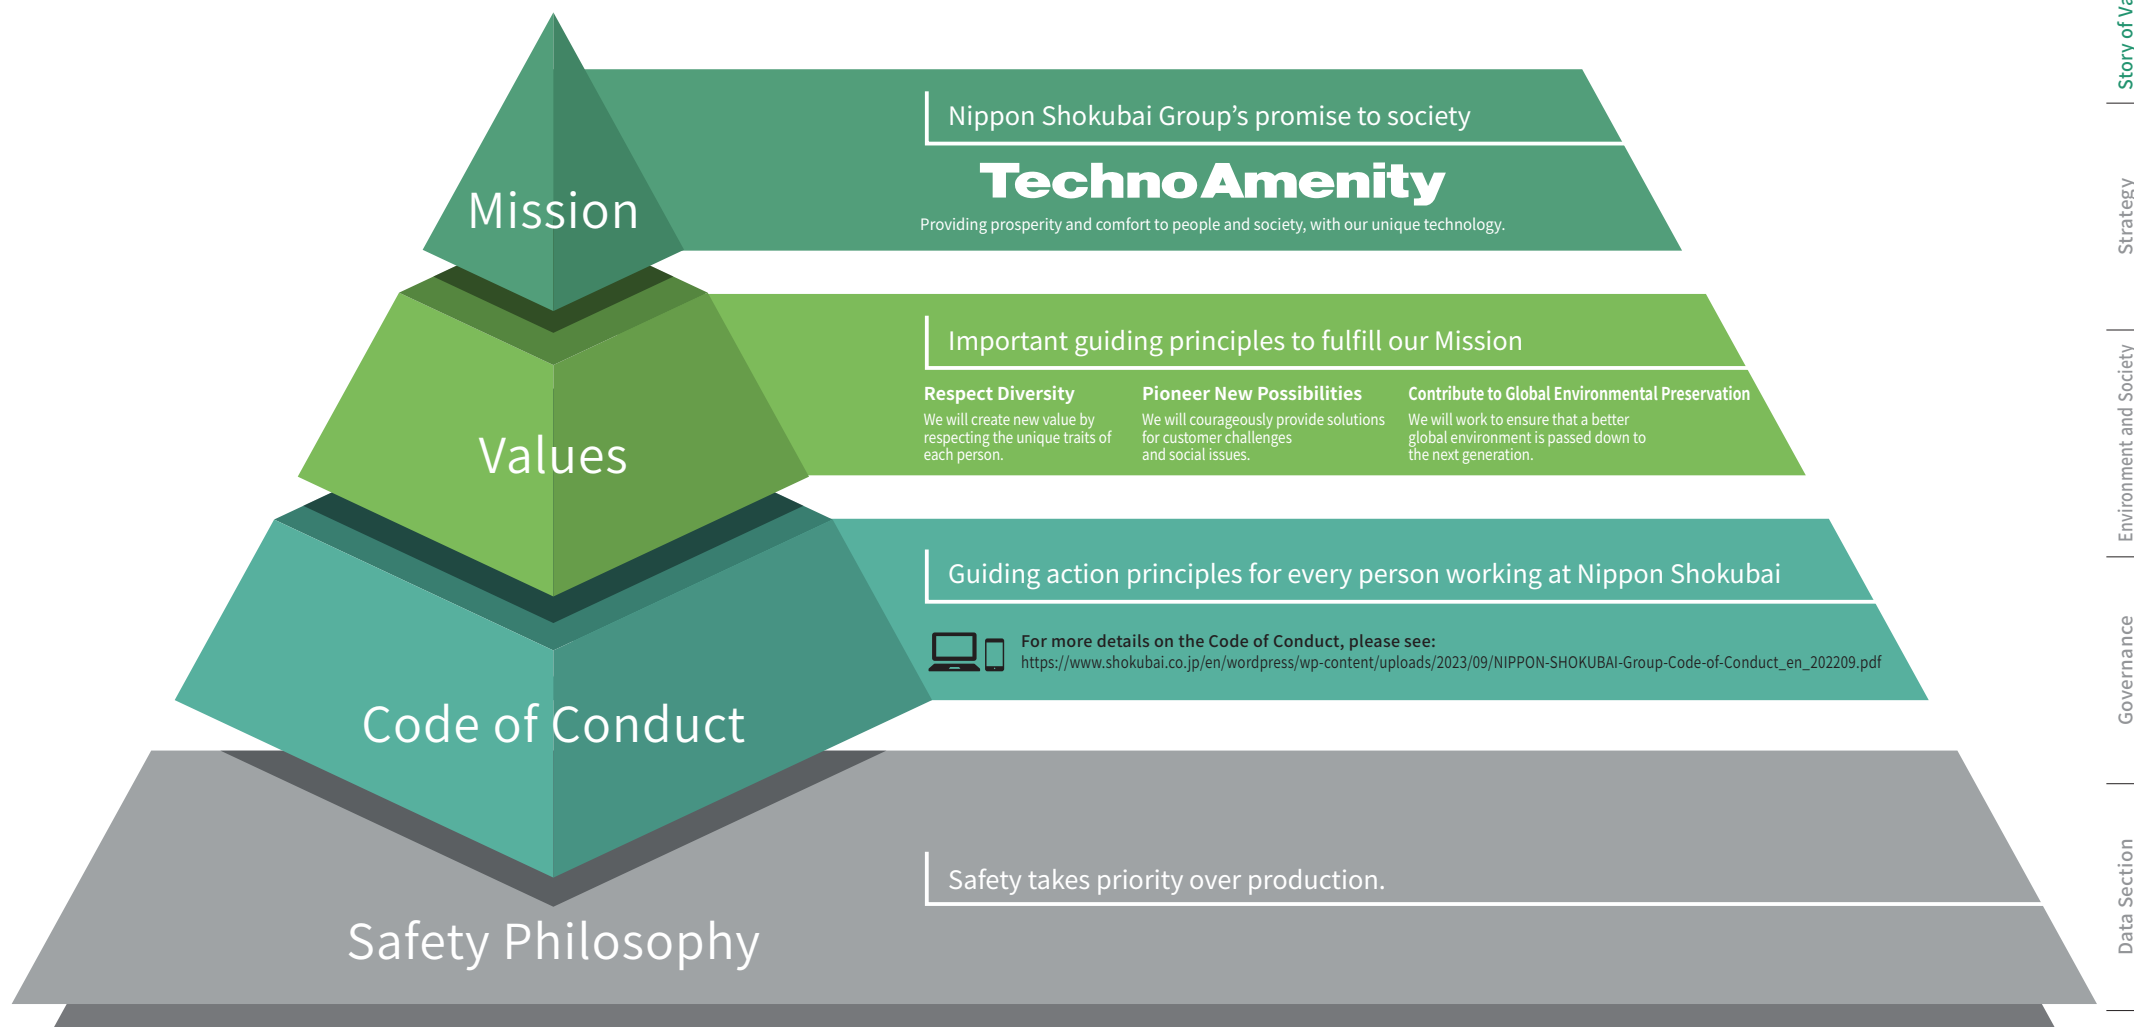 Mission
Nippon Shokubai Group's promise to society
TechnoAmenity
Providing prosperity and comfort to people and society, with our unique technology.
Values
Important guiding principles to fulfill our Mission
Respect Diversity
We will create new value by
respecting the unique traits of
each person.
Pioneer New Possibilities
We will courageously provide solutions
for customer challenges
and social issues.
Contribute to Global Environmental Preservation
We will work to ensure that a better
global environment is passed down to
the next generation.
Code of Conduct
Guiding action principles for every person working at Nippon Shokubai
For more details on the Code of Conduct, please see:
https://www.shokubai.co.jp/en/wordpress/wp-content/uploads/2023/09/NIPPON-SHOKUBAI-Group-Code-of-Conduct_en_202209.pdf
Safety Philosophy
Safety takes priority over production.
Story of
Strategy
Environment and Society
Governance
Data Section